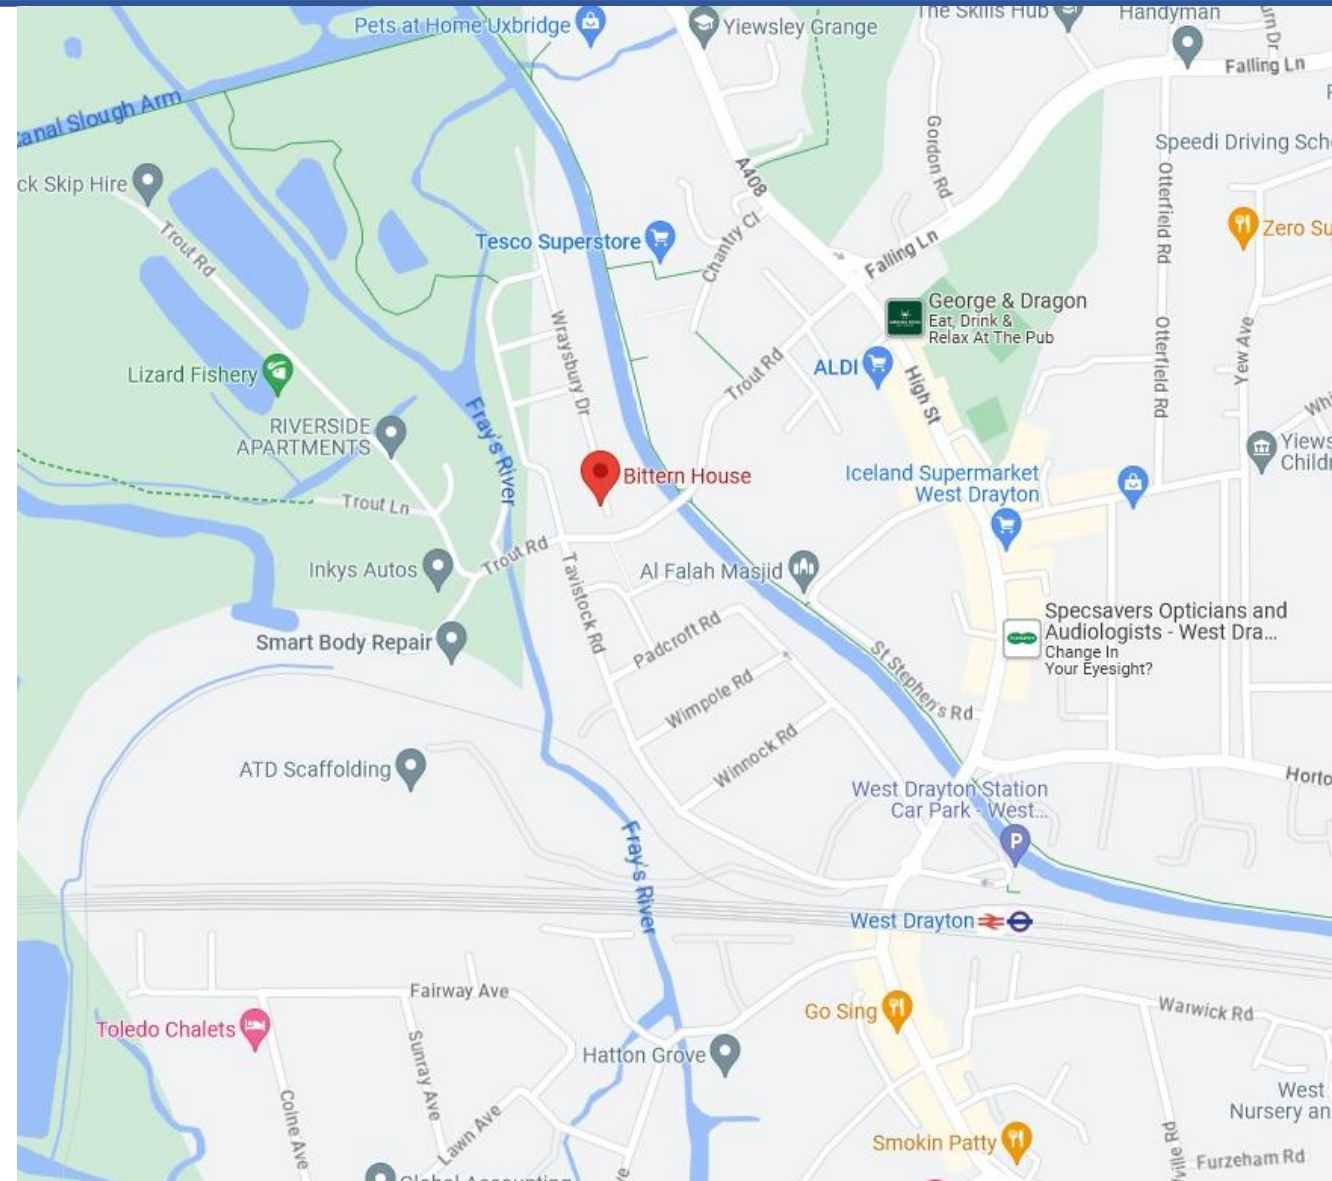 Pets at Home Uxbridge
Yiewsley Grange
The Skills Hub
Handyman
Falling Ln
Canal Slough Arm
A408
Gordon Rd
Otterfield Rd
Speedi Driving Sch
ck Skip Hire
Trout Rd
Tesco Superstore
Chantry Cl
Falling Ln
Zero Su
George & Dragon
Eat, Drink &
Relax At The Pub
Wraysbury Dr
Trout Rd
ALDI
High St
Otterfield Rd
Yew Ave
Lizard Fishery
RIVERSIDE
APARTMENTS
Fray's River
Whi
Yiews
Childr
Bittern House
Iceland Supermarket
West Drayton
Trout Ln
Trout Rd
Inkys Autos
Tavistock Rd
Al Falah Masjid
Padcroft Rd
Specsavers Opticians and
Audiologists - West Dra...
Change In
Your Eyesight?
Smart Body Repair
St Stephen's Rd
Wimpole Rd
Winnock Rd
ATD Scaffolding
West Drayton Station
Car Park - West...
P
Horto
Fray's River
West Drayton
Fairway Ave
Go Sing
Warwick Rd
Toledo Chalets
Sunray Ave
Hatton Grove
Colne Ave
Lawn Ave
West
Nursery an
Smokin Patty
ville Rd
Furzeham Rd
Global Accounting